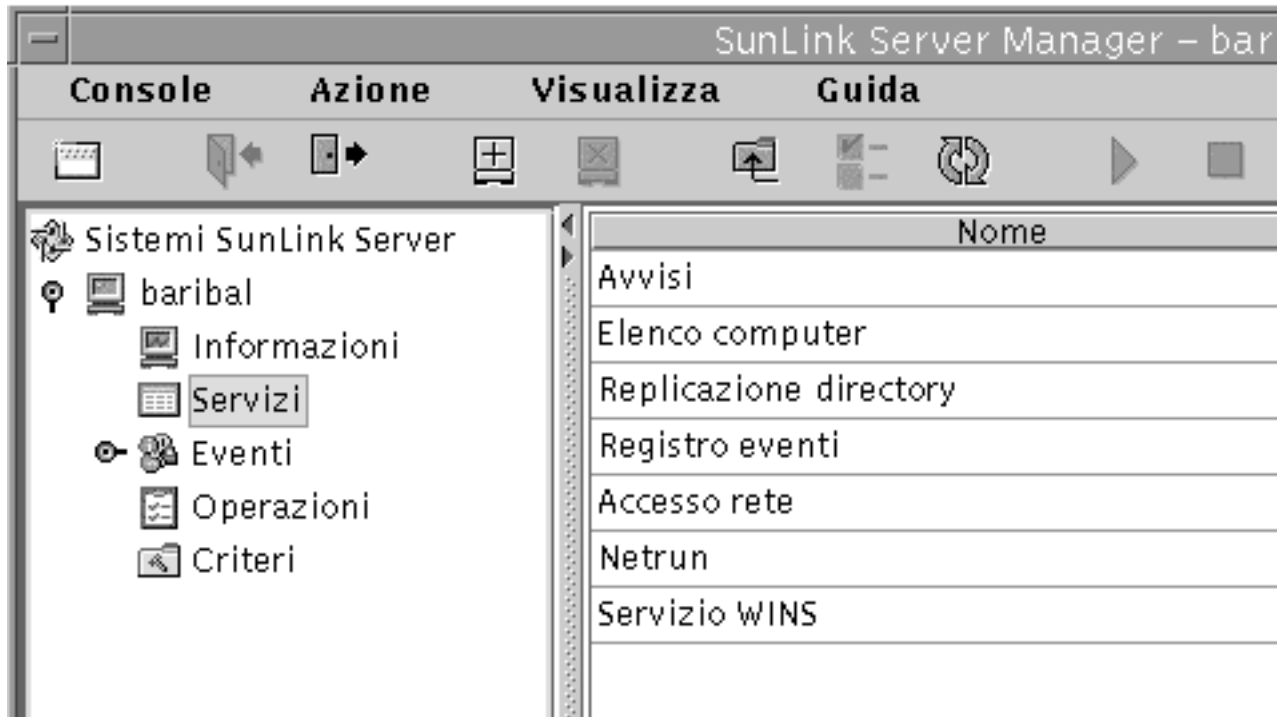 SunLink Server Manager – bar
Console Azione Visualizza Guida
Sistemi SunLink Server
baribal
Informazioni
Servizi
Eventi
Operazioni
Criteri
Nome
Avvisi
Elenco computer
Replicazione directory
Registro eventi
Accesso rete
Netrun
Servizio WINS